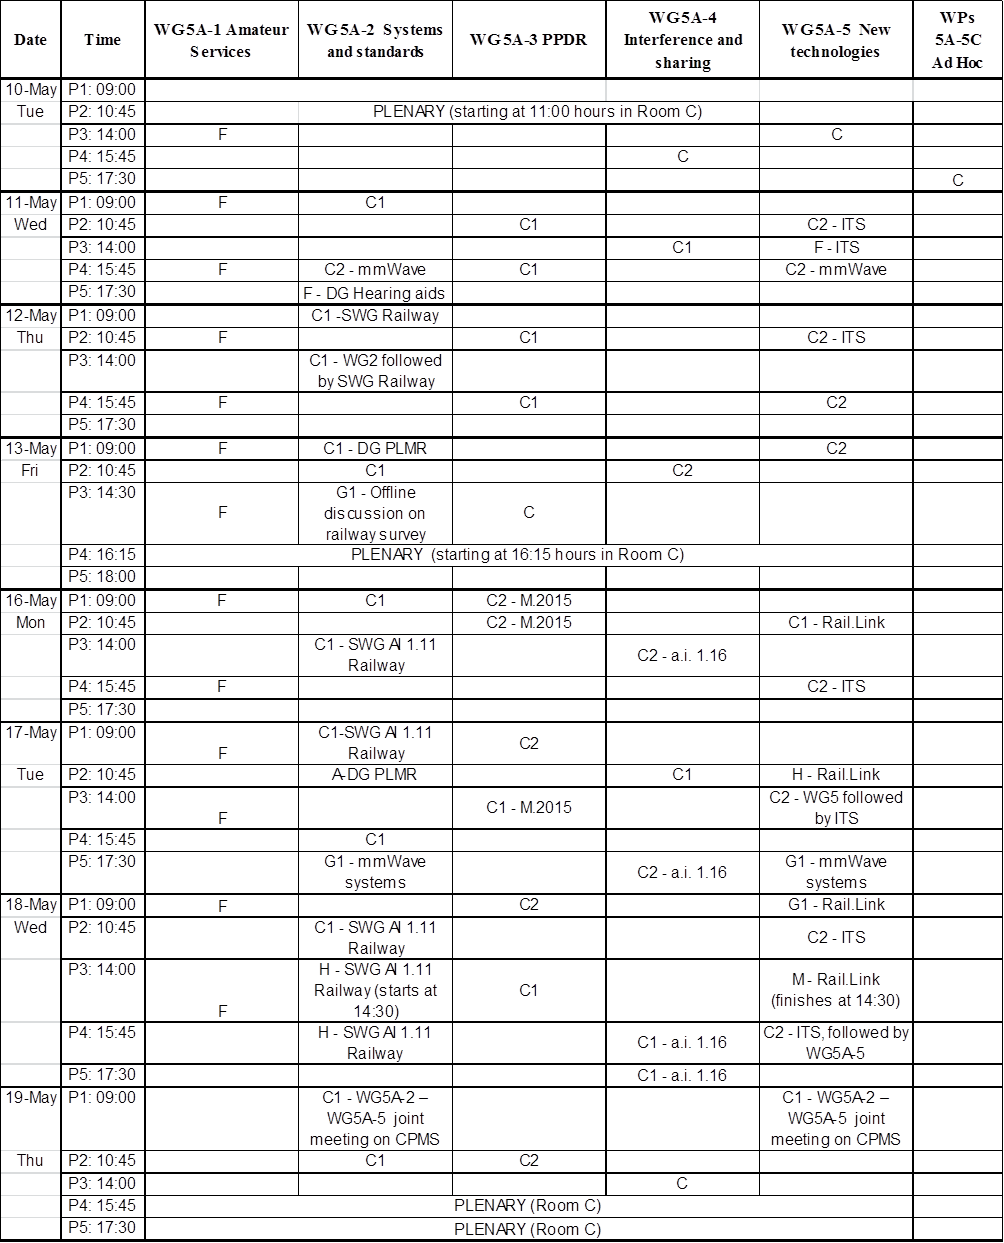 Date Time WG5A-1 Amateur Services WG5A-2 Systems and standards WG5A-3 PPDR WG5A-4 Interference and sharing WG5A-5 New technologies WPs 5A-5C Ad Hoc
10-May P1: 09:00
Tue P2: 10:45 PLENARY (starting at 11:00 hours in Room C)
P3: 14:00 F C
P4: 15:45 C
P5: 17:30 C
11-May P1: 09:00 F C1
Wed P2: 10:45 C1 C2 - ITS
P3: 14:00 C1 F - ITS
P4: 15:45 F C2 - mmWave C1 C2 - mmWave
P5: 17:30 F - DG Hearing aids
12-May P1: 09:00 C1 -SWG Railway
Thu P2: 10:45 F C1 C2 - ITS
P3: 14:00 C1 - WG2 followed by SWG Railway
P4: 15:45 F C1 C2
P5: 17:30
13-May P1: 09:00 F C1 - DG PLMR C2
Fri P2: 10:45 C1 C2
P3: 14:30 F G1 - Offline discussion on railway survey C
P4: 16:15 PLENARY (starting at 16:15 hours in Room C)
P5: 18:00
16-May P1: 09:00 F C1 C2 - M.2015
Mon P2: 10:45 C2 - M.2015 C1 - Rail.Link
P3: 14:00 C1 - SWG AI 1.11 Railway C2 - a.i. 1.16
P4: 15:45 F C2 - ITS
P5: 17:30
17-May P1: 09:00 F C1-SWG AI 1.11 Railway C2
Tue P2: 10:45 A-DG PLMR C1 H - Rail.Link
P3: 14:00 F C1 - M.2015 C2 - WG5 followed by ITS
P4: 15:45 C1
P5: 17:30 G1 - mmWave systems C2 - a.i. 1.16 G1 - mmWave systems
18-May P1: 09:00 F C2 G1 - Rail.Link
Wed P2: 10:45 C1 - SWG AI 1.11 Railway C2 - ITS
P3: 14:00 F H - SWG AI 1.11 Railway (starts at 14:30) C1 M - Rail.Link (finishes at 14:30)
P4: 15:45 H - SWG AI 1.11 Railway C1 - a.i. 1.16 C2 - ITS, followed by WG5A-5
P5: 17:30 C1 - a.i. 1.16
19-May P1: 09:00 C1 - WG5A-2 – WG5A-5 joint meeting on CPMS C1 - WG5A-2 – WG5A-5 joint meeting on CPMS
Thu P2: 10:45 C1 C2
P3: 14:00 C
P4: 15:45 PLENARY (Room C)
P5: 17:30 PLENARY (Room C)